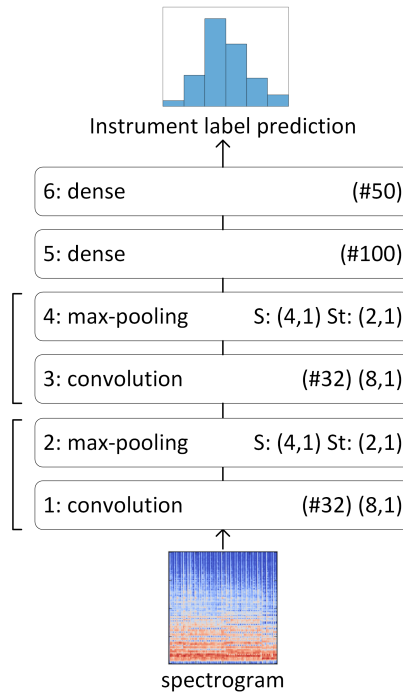 Instrument label prediction
6: dense (#50)
5: dense (#100)
4: max-pooling S: (4,1) St: (2,1)
3: convolution (#32) (8,1)
2: max-pooling S: (4,1) St: (2,1)
1: convolution (#32) (8,1)
spectrogram